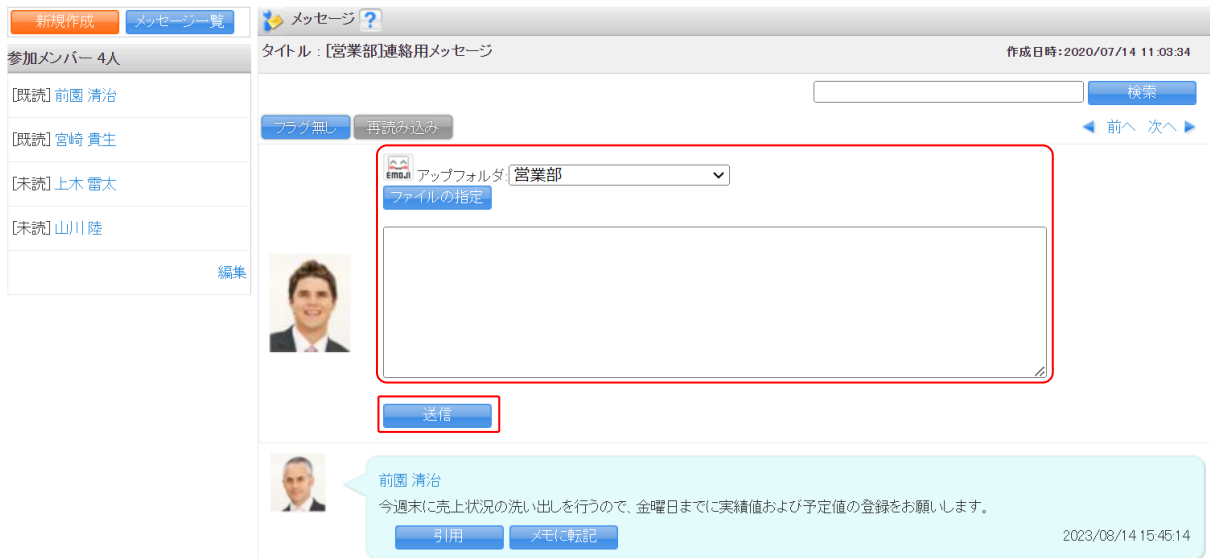 新規作成 メッセージ一覧
参加メンバー 4人
[既読] 前園 清治
[既読] 宮崎 貴生
[未読] 上木 雷太
[未読] 山川 陸
編集
メッセージ ?
タイトル : [営業部]連絡用メッセージ 作成日時:2020/07/14 11:03:34
検索
フラグ無し 再読み込み ◀ 前へ 次へ ▶
EMOJI アップフォルダ: 営業部
ファイルの指定
送信
前園 清治
今週末に売上状況の洗い出しを行うので、金曜日までに実績値および予定値の登録をお願いします。
引用 メモに転記 2023/08/14 15:45:14